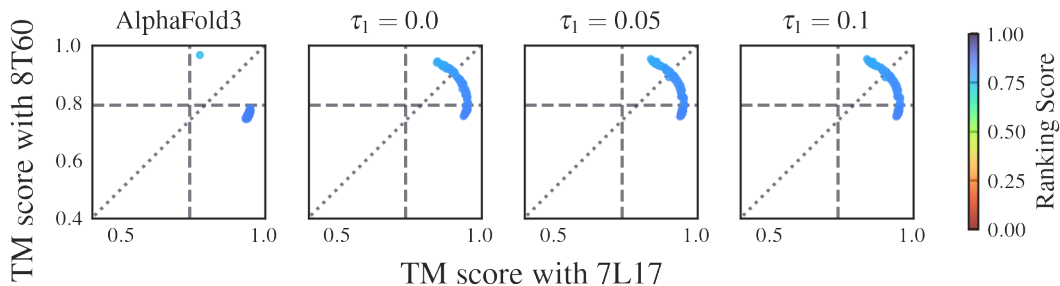 AlphaFold3
τ₁ = 0.0
τ₁ = 0.05
τ₁ = 0.1
TM score with 8T60
1.0
0.8
0.6
0.4
0.5 1.0
0.5 1.0
0.5 1.0
0.5 1.0
TM score with 7L17
1.00
0.75
0.50
0.25
0.00
Ranking Score